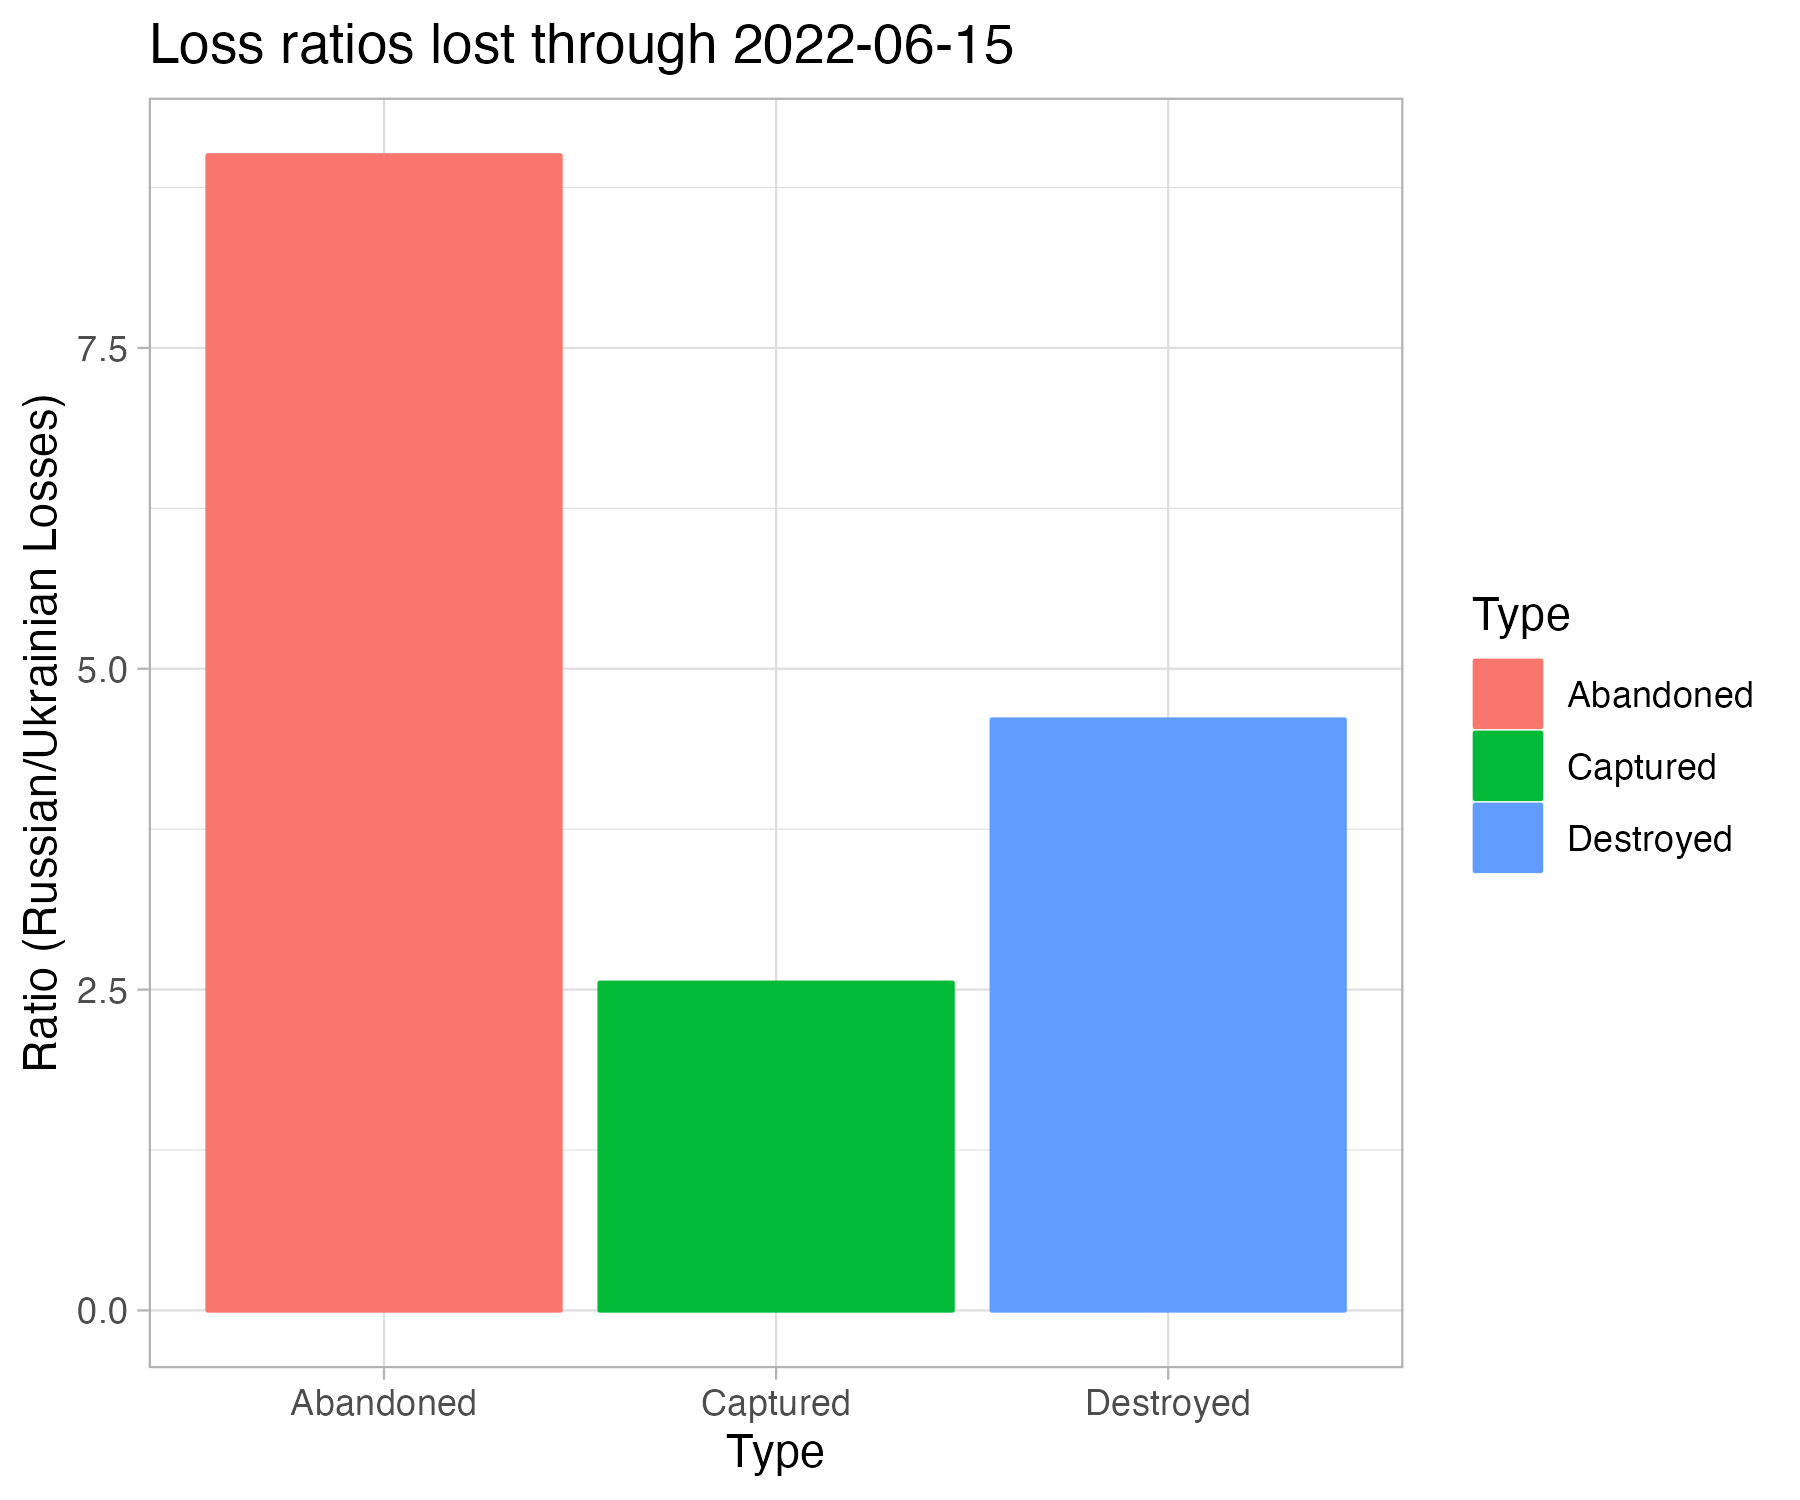 Loss ratios lost through 2022-06-15
Ratio (Russian/Ukrainian Losses)
7.5
5.0
2.5
0.0
Abandoned
Captured
Destroyed
Type
Type
Abandoned
Captured
Destroyed